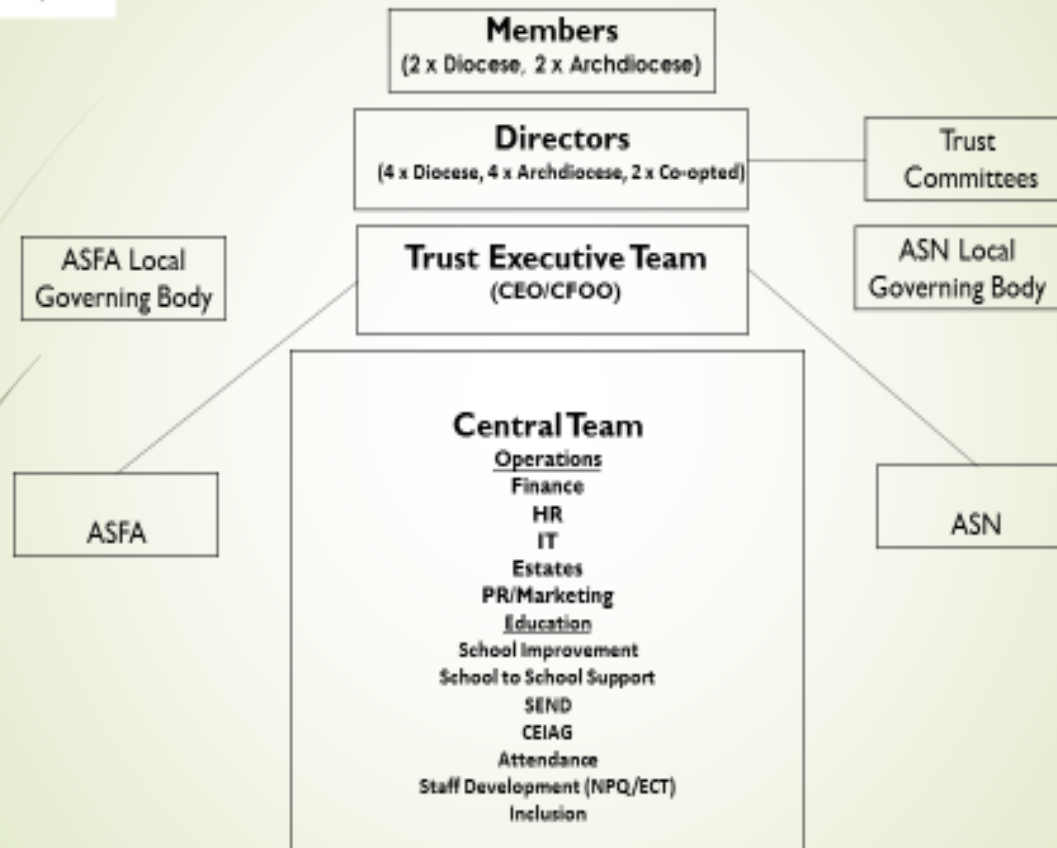 Members
(2 x Diocese, 2 x Archdiocese)
Directors
(4 x Diocese, 4 x Archdiocese, 2 x Co-opted)
Trust
Committees
ASFA Local
Governing Body
Trust Executive Team
(CEO/CFOO)
ASN Local
Governing Body
Central Team
Operations
Finance
HR
IT
Estates
PR/Marketing
Education
School Improvement
School to School Support
SEND
CEIAG
Attendance
Staff Development (NPQ/ECT)
Inclusion
ASFA
ASN